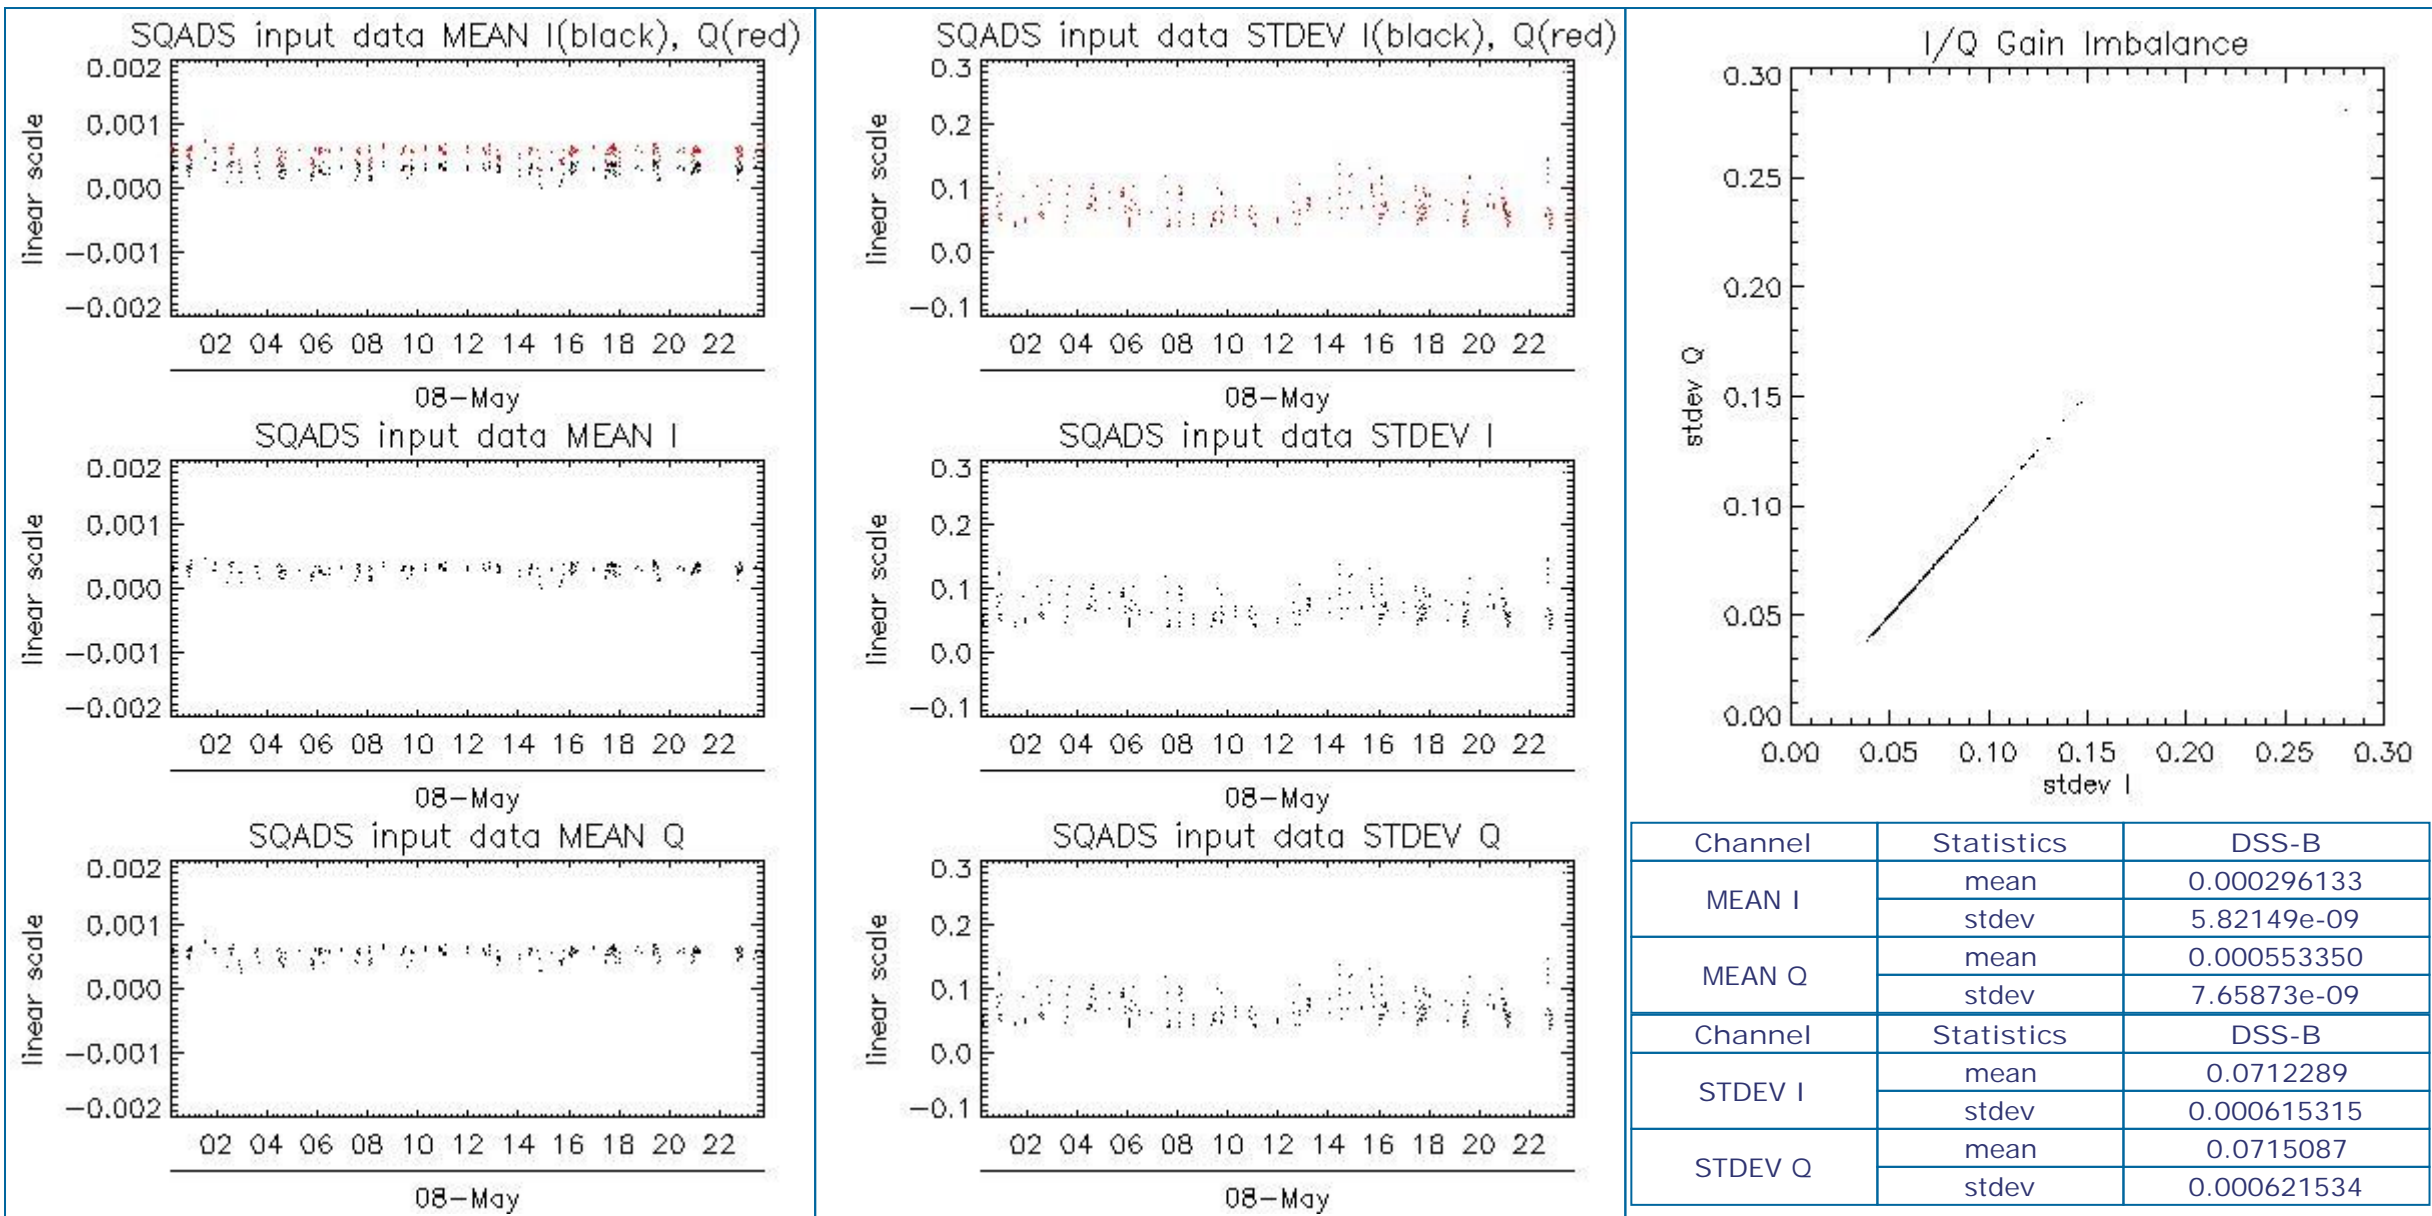 SQADS input data MEAN I(black), Q(red)
0.002
0.001
0.000
−0.001
−0.002
linear scale
02 04 06 08 10 12 14 16 18 20 22
08−May
SQADS input data MEAN I
0.002
0.001
0.000
−0.001
−0.002
linear scale
02 04 06 08 10 12 14 16 18 20 22
08−May
SQADS input data MEAN Q
0.002
0.001
0.000
−0.001
−0.002
linear scale
02 04 06 08 10 12 14 16 18 20 22
08−May
SQADS input data STDEV I(black), Q(red)
0.3
0.2
0.1
0.0
−0.1
linear scale
02 04 06 08 10 12 14 16 18 20 22
08−May
SQADS input data STDEV I
0.3
0.2
0.1
0.0
−0.1
linear scale
02 04 06 08 10 12 14 16 18 20 22
08−May
SQADS input data STDEV Q
0.3
0.2
0.1
0.0
−0.1
linear scale
02 04 06 08 10 12 14 16 18 20 22
08−May
I/Q Gain Imbalance
0.30
0.25
0.20
0.15
0.10
0.05
0.00
stdev Q
0.00 0.05 0.10 0.15 0.20 0.25 0.30
stdev I
Channel Statistics DSS-B
MEAN I mean 0.000296133
stdev 5.82149e-09
MEAN Q mean 0.000553350
stdev 7.65873e-09
Channel Statistics DSS-B
STDEV I mean 0.0712289
stdev 0.000615315
STDEV Q mean 0.0715087
stdev 0.000621534